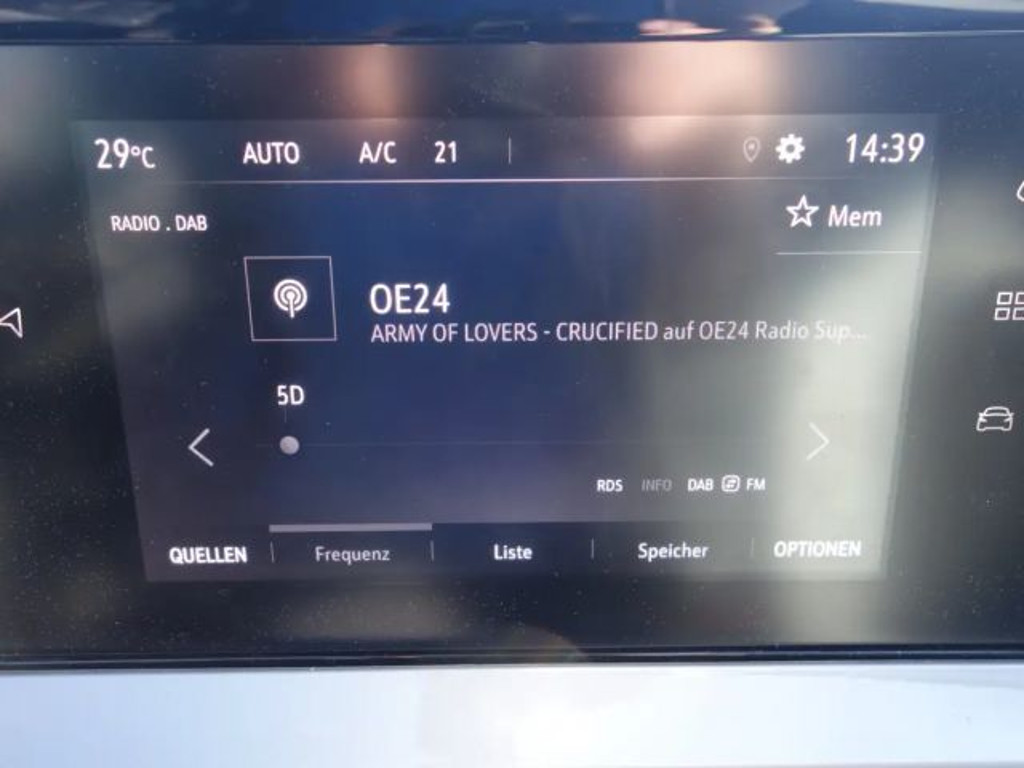 29°C AUTO A/C 21 14:39
RADIO . DAB
Mem
OE24
ARMY OF LOVERS - CRUCIFIED auf OE24 Radio Sup...
5D
RDS INFO DAB FM
QUELLEN Frequenz Liste Speicher OPTIONEN